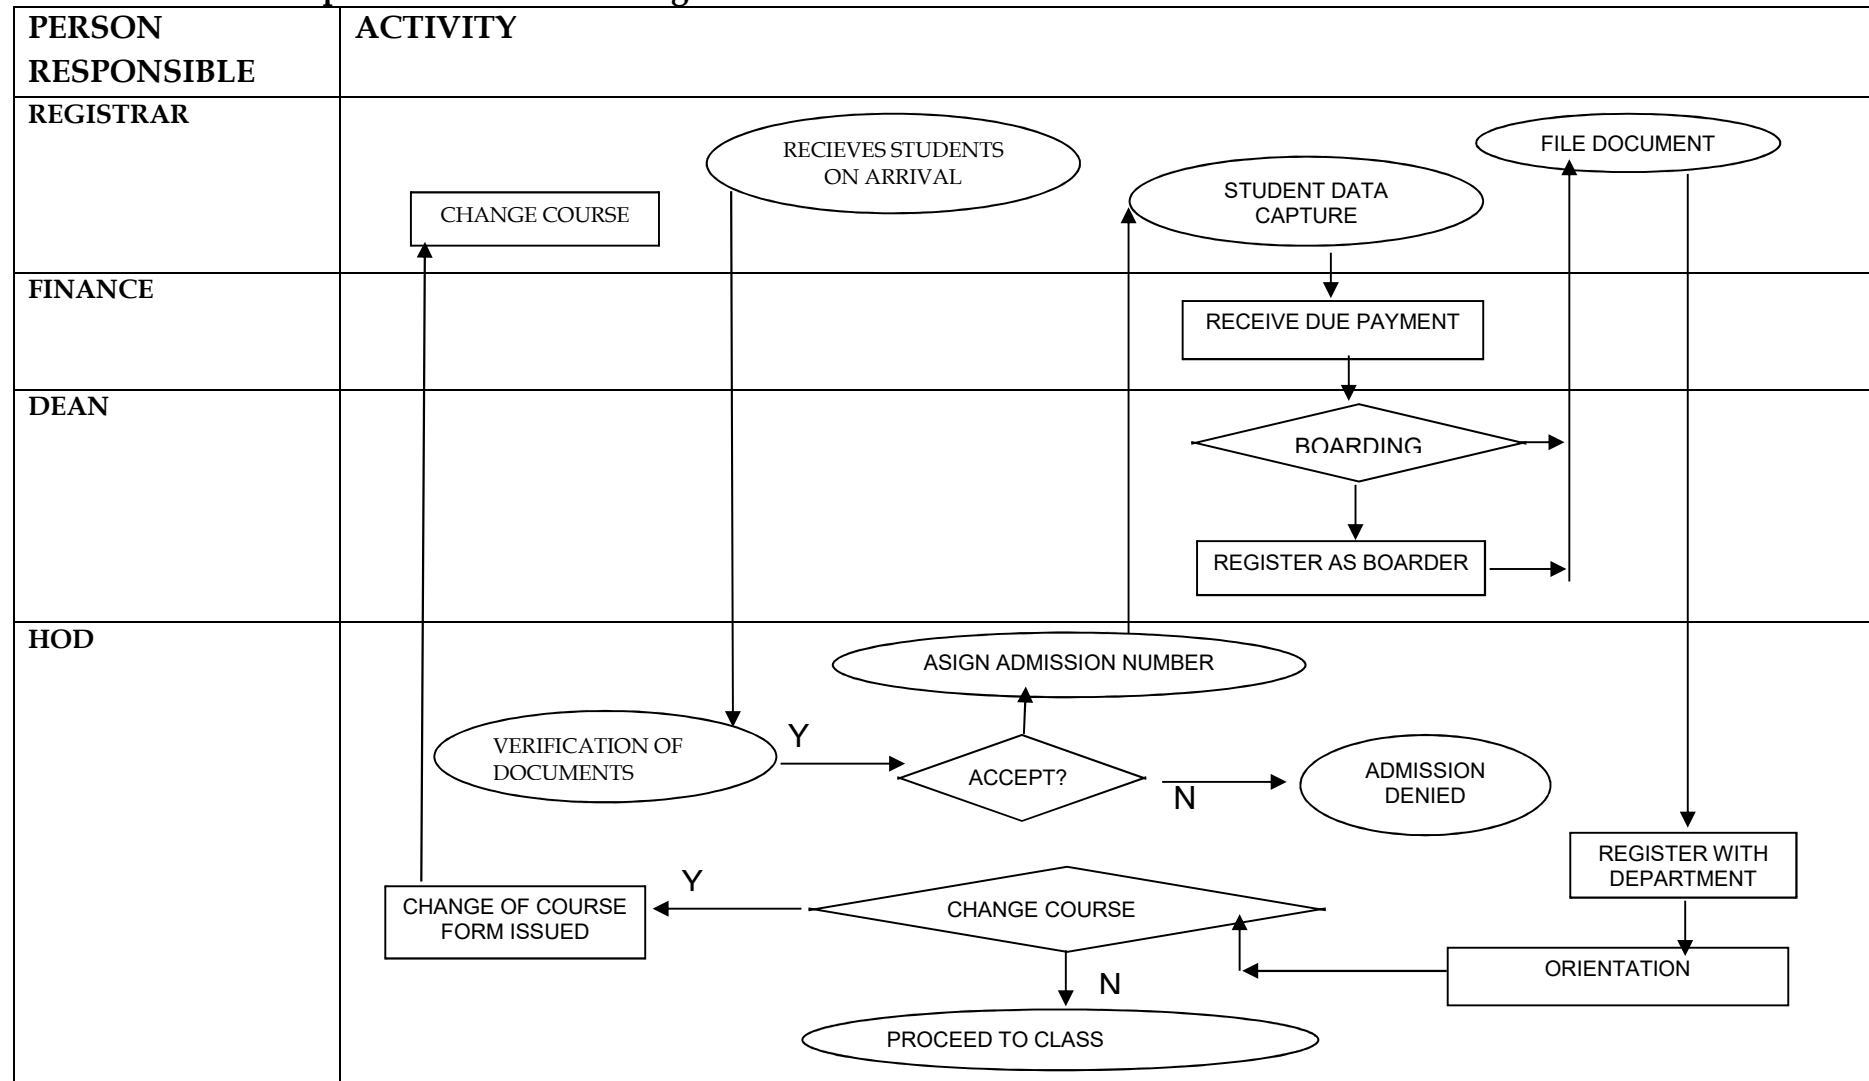 PERSON
RESPONSIBLE
ACTIVITY
REGISTRAR
RECIEVES STUDENTS
ON ARRIVAL
FILE DOCUMENT
STUDENT DATA
CAPTURE
CHANGE COURSE
FINANCE
RECEIVE DUE PAYMENT
DEAN
BOARDING
REGISTER AS BOARDER
HOD
ASIGN ADMISSION NUMBER
VERIFICATION OF
DOCUMENTS
Y
ACCEPT?
N
ADMISSION
DENIED
REGISTER WITH
DEPARTMENT
Y
CHANGE OF COURSE
FORM ISSUED
CHANGE COURSE
ORIENTATION
N
PROCEED TO CLASS